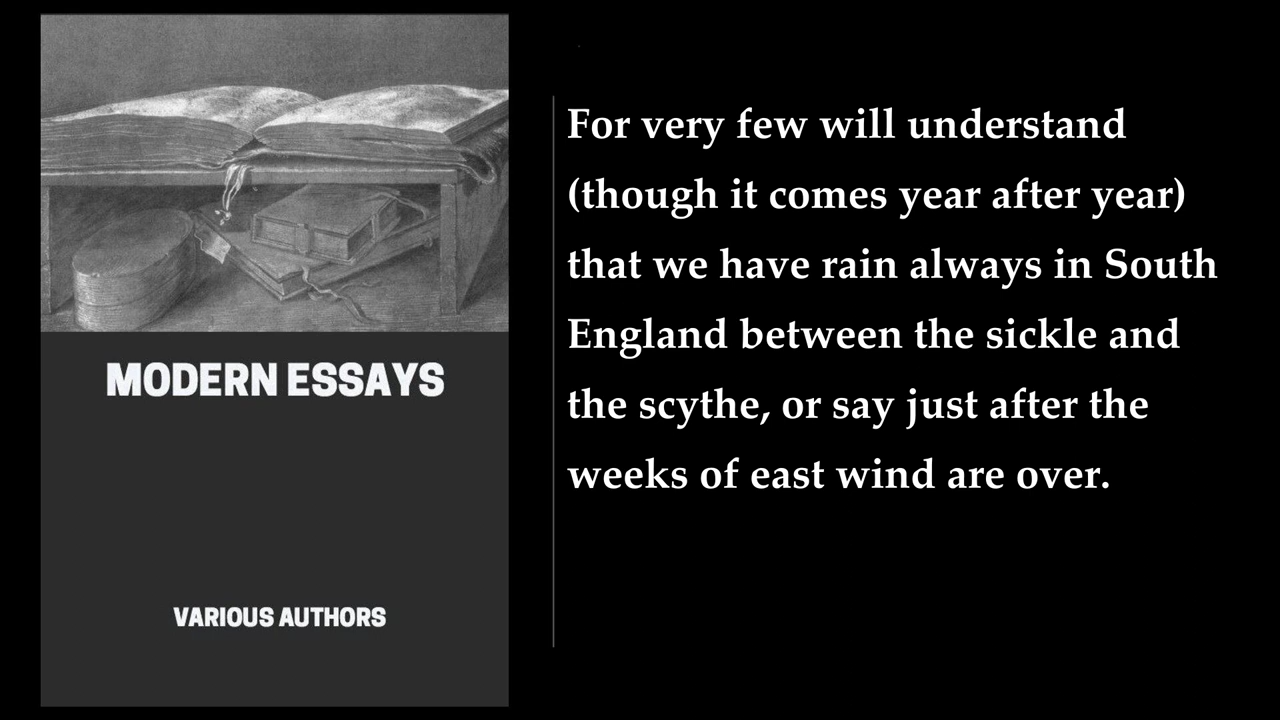 MODERN ESSAYS
VARIOUS AUTHORS
For very few will understand
(though it comes year after year)
that we have rain always in South
England between the sickle and
the scythe, or say just after the
weeks of east wind are over.